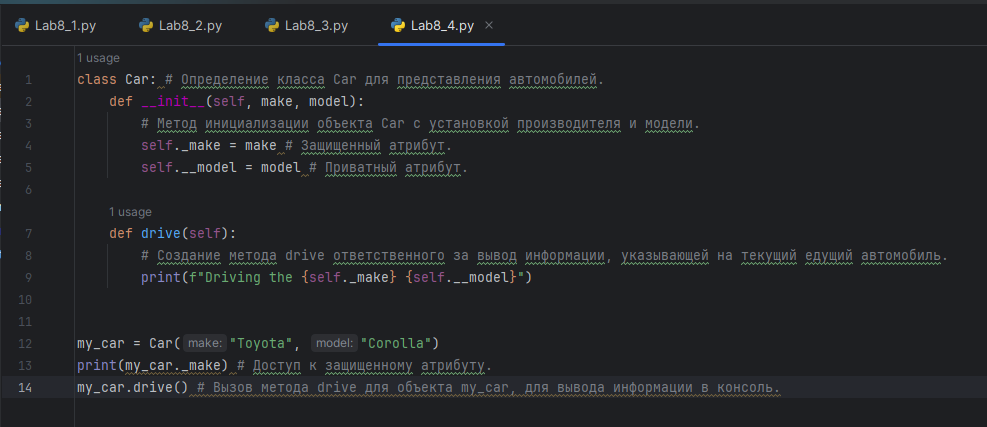 Lab8_1.py Lab8_2.py Lab8_3.py Lab8_4.py ×
1 usage
1 class Car: # Определение класса Car для представления автомобилей.
2 def __init__(self, make, model):
3 # Метод инициализации объекта Car с установкой производителя и модели.
4 self._make = make # Защищенный атрибут.
5 self.__model = model # Приватный атрибут.
6
1 usage
7 def drive(self):
8 # Создание метода drive ответственного за вывод информации, указывающей на текущий едущий автомобиль.
9 print(f"Driving the {self._make} {self.__model}")
10
11
12 my_car = Car( make: "Toyota", model: "Corolla")
13 print(my_car._make) # Доступ к защищенному атрибуту.
14 my_car.drive() # Вызов метода drive для объекта my_car, для вывода информации в консоль.